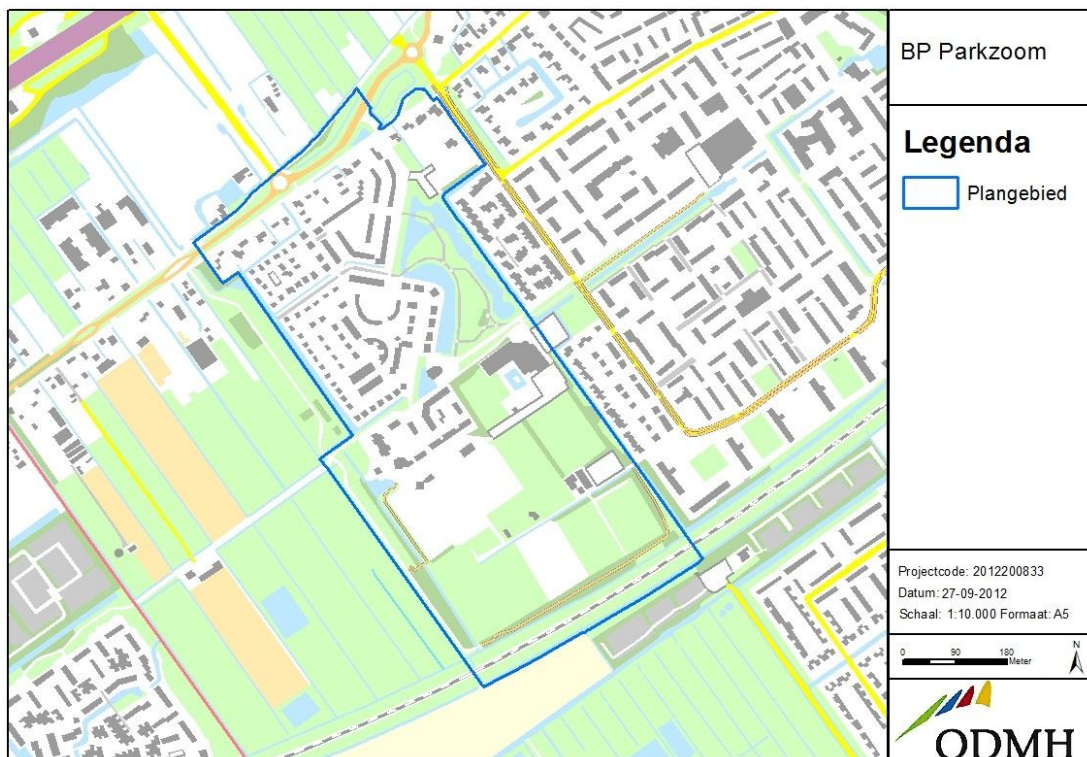 BP Parkzoom
Legenda
Plangebied
Projectcode: 2012200833
Datum: 27-09-2012
Schaal: 1:10.000 Formaat: A5
0 90 180
Meter
N
ODMH